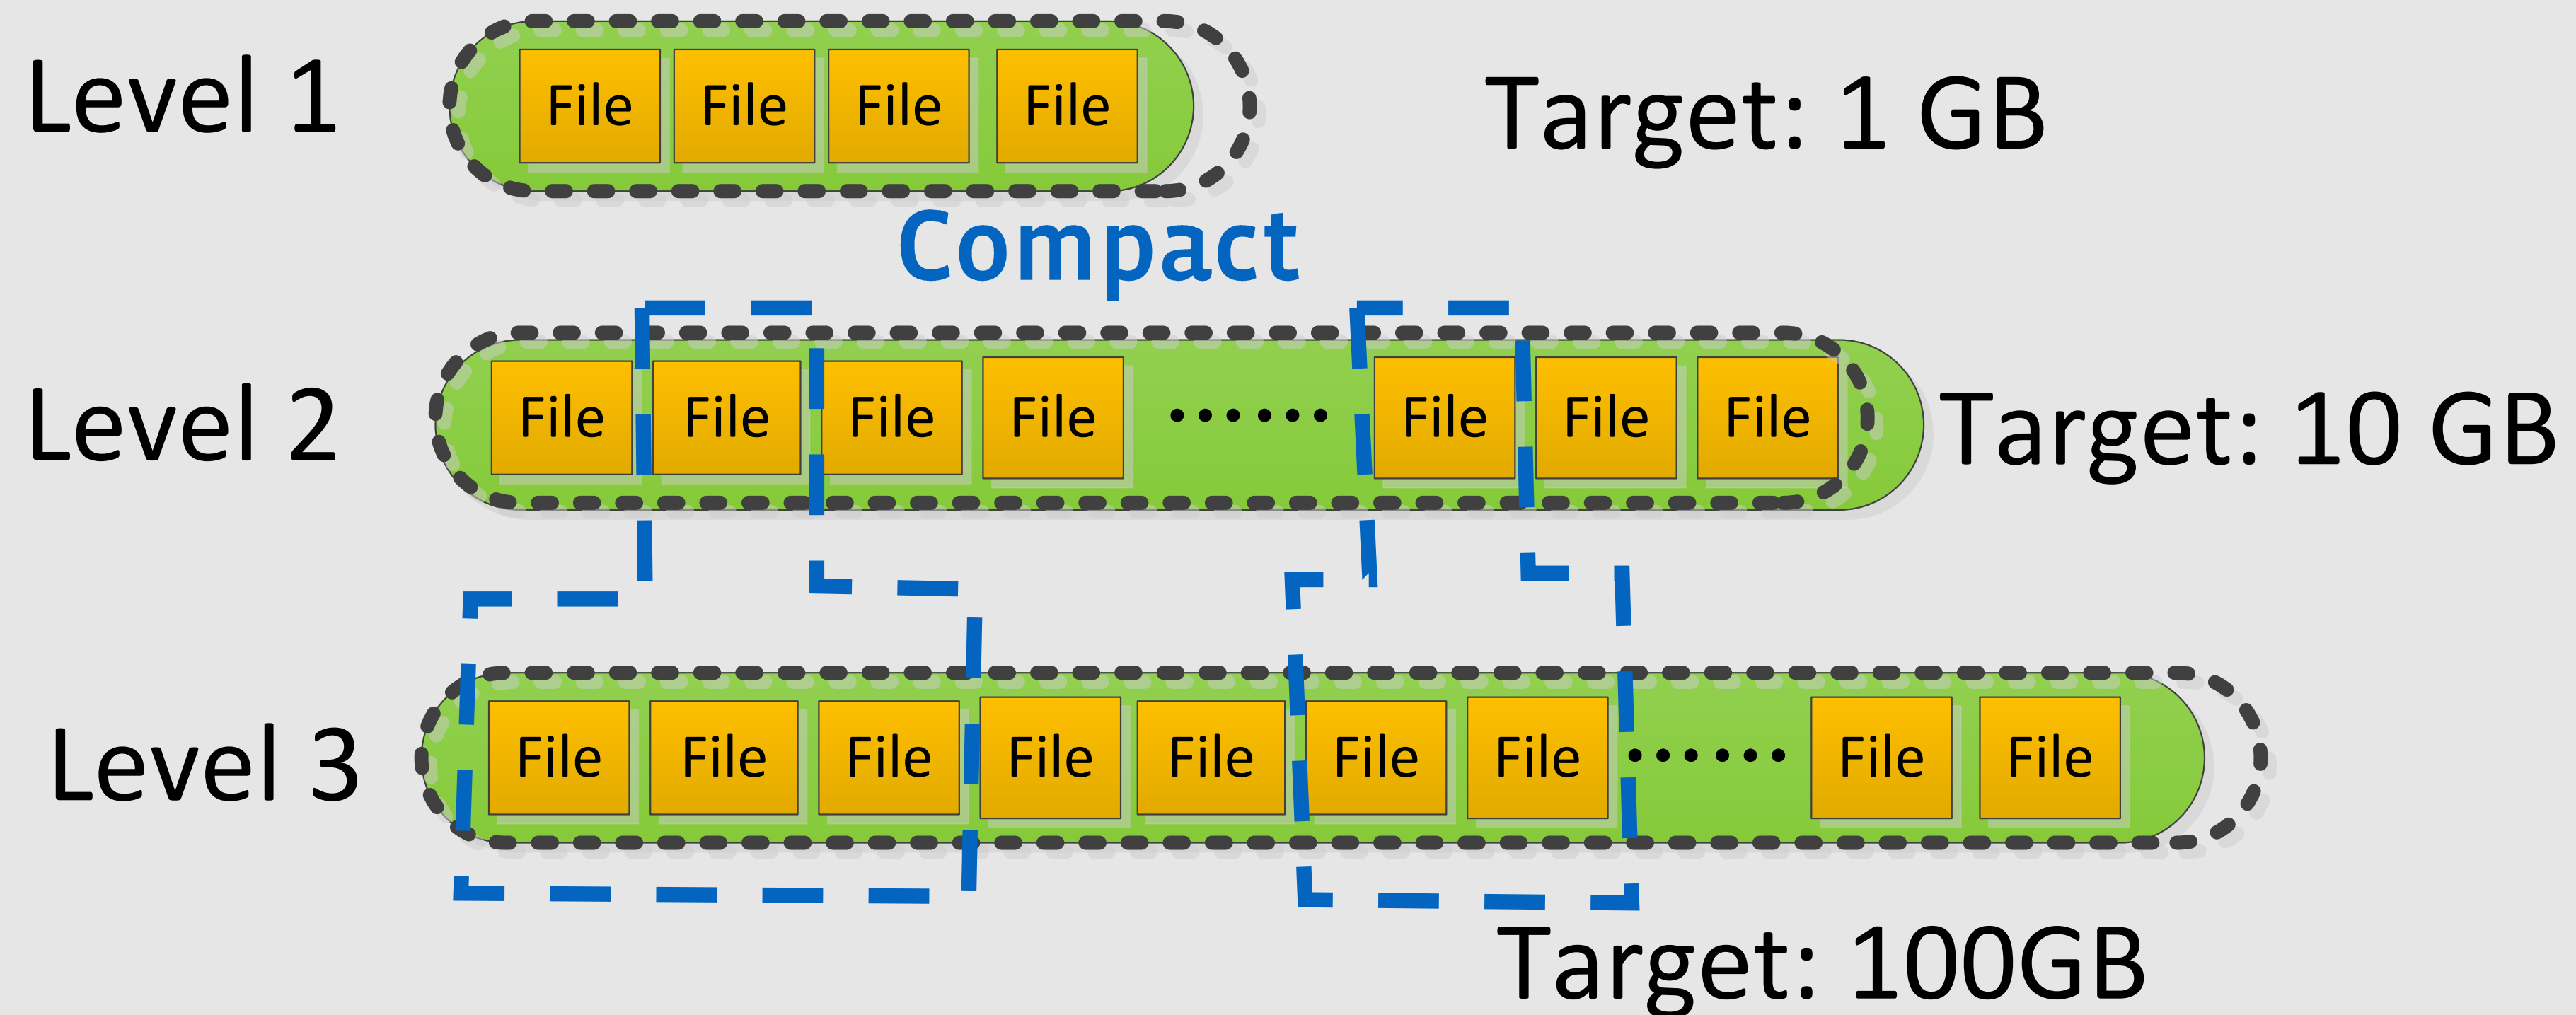 Level 1 File File File File Target: 1 GB
Compact
Level 2 File File File File ...... File File File Target: 10 GB
Level 3 File File File File File File File ...... File File
Target: 100GB